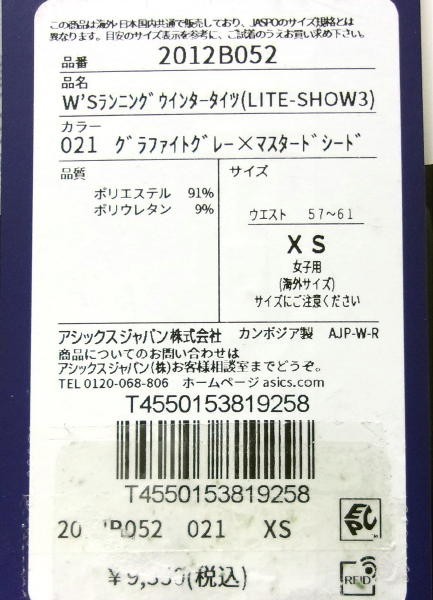 この商品は海外・日本国内共通で販売しており、JASPOのサイズ規格とは
異なります。目安のサイズ表示を参考に、ご試着のうえお買い求め下さい。
品番 2012B052
品名
W'Sランニングウインタータイツ(LITE-SHOW3)
カラー
021 グラファイトグレー×マスタードシード
品質
ポリエステル 91%
ポリウレタン 9%
サイズ
ウエスト 57~61
XS
女子用
(海外サイズ)
サイズにご注意ください
アシックスジャパン株式会社 カンボジア製 AJP-W-R
商品についてのお問い合わせは
アシックスジャパン(株)お客様相談室までどうぞ。
TEL 0120-068-806 ホームページ asics.com
T4550153819258
T4550153819258
021 XS
(税込)
EPC
RFID